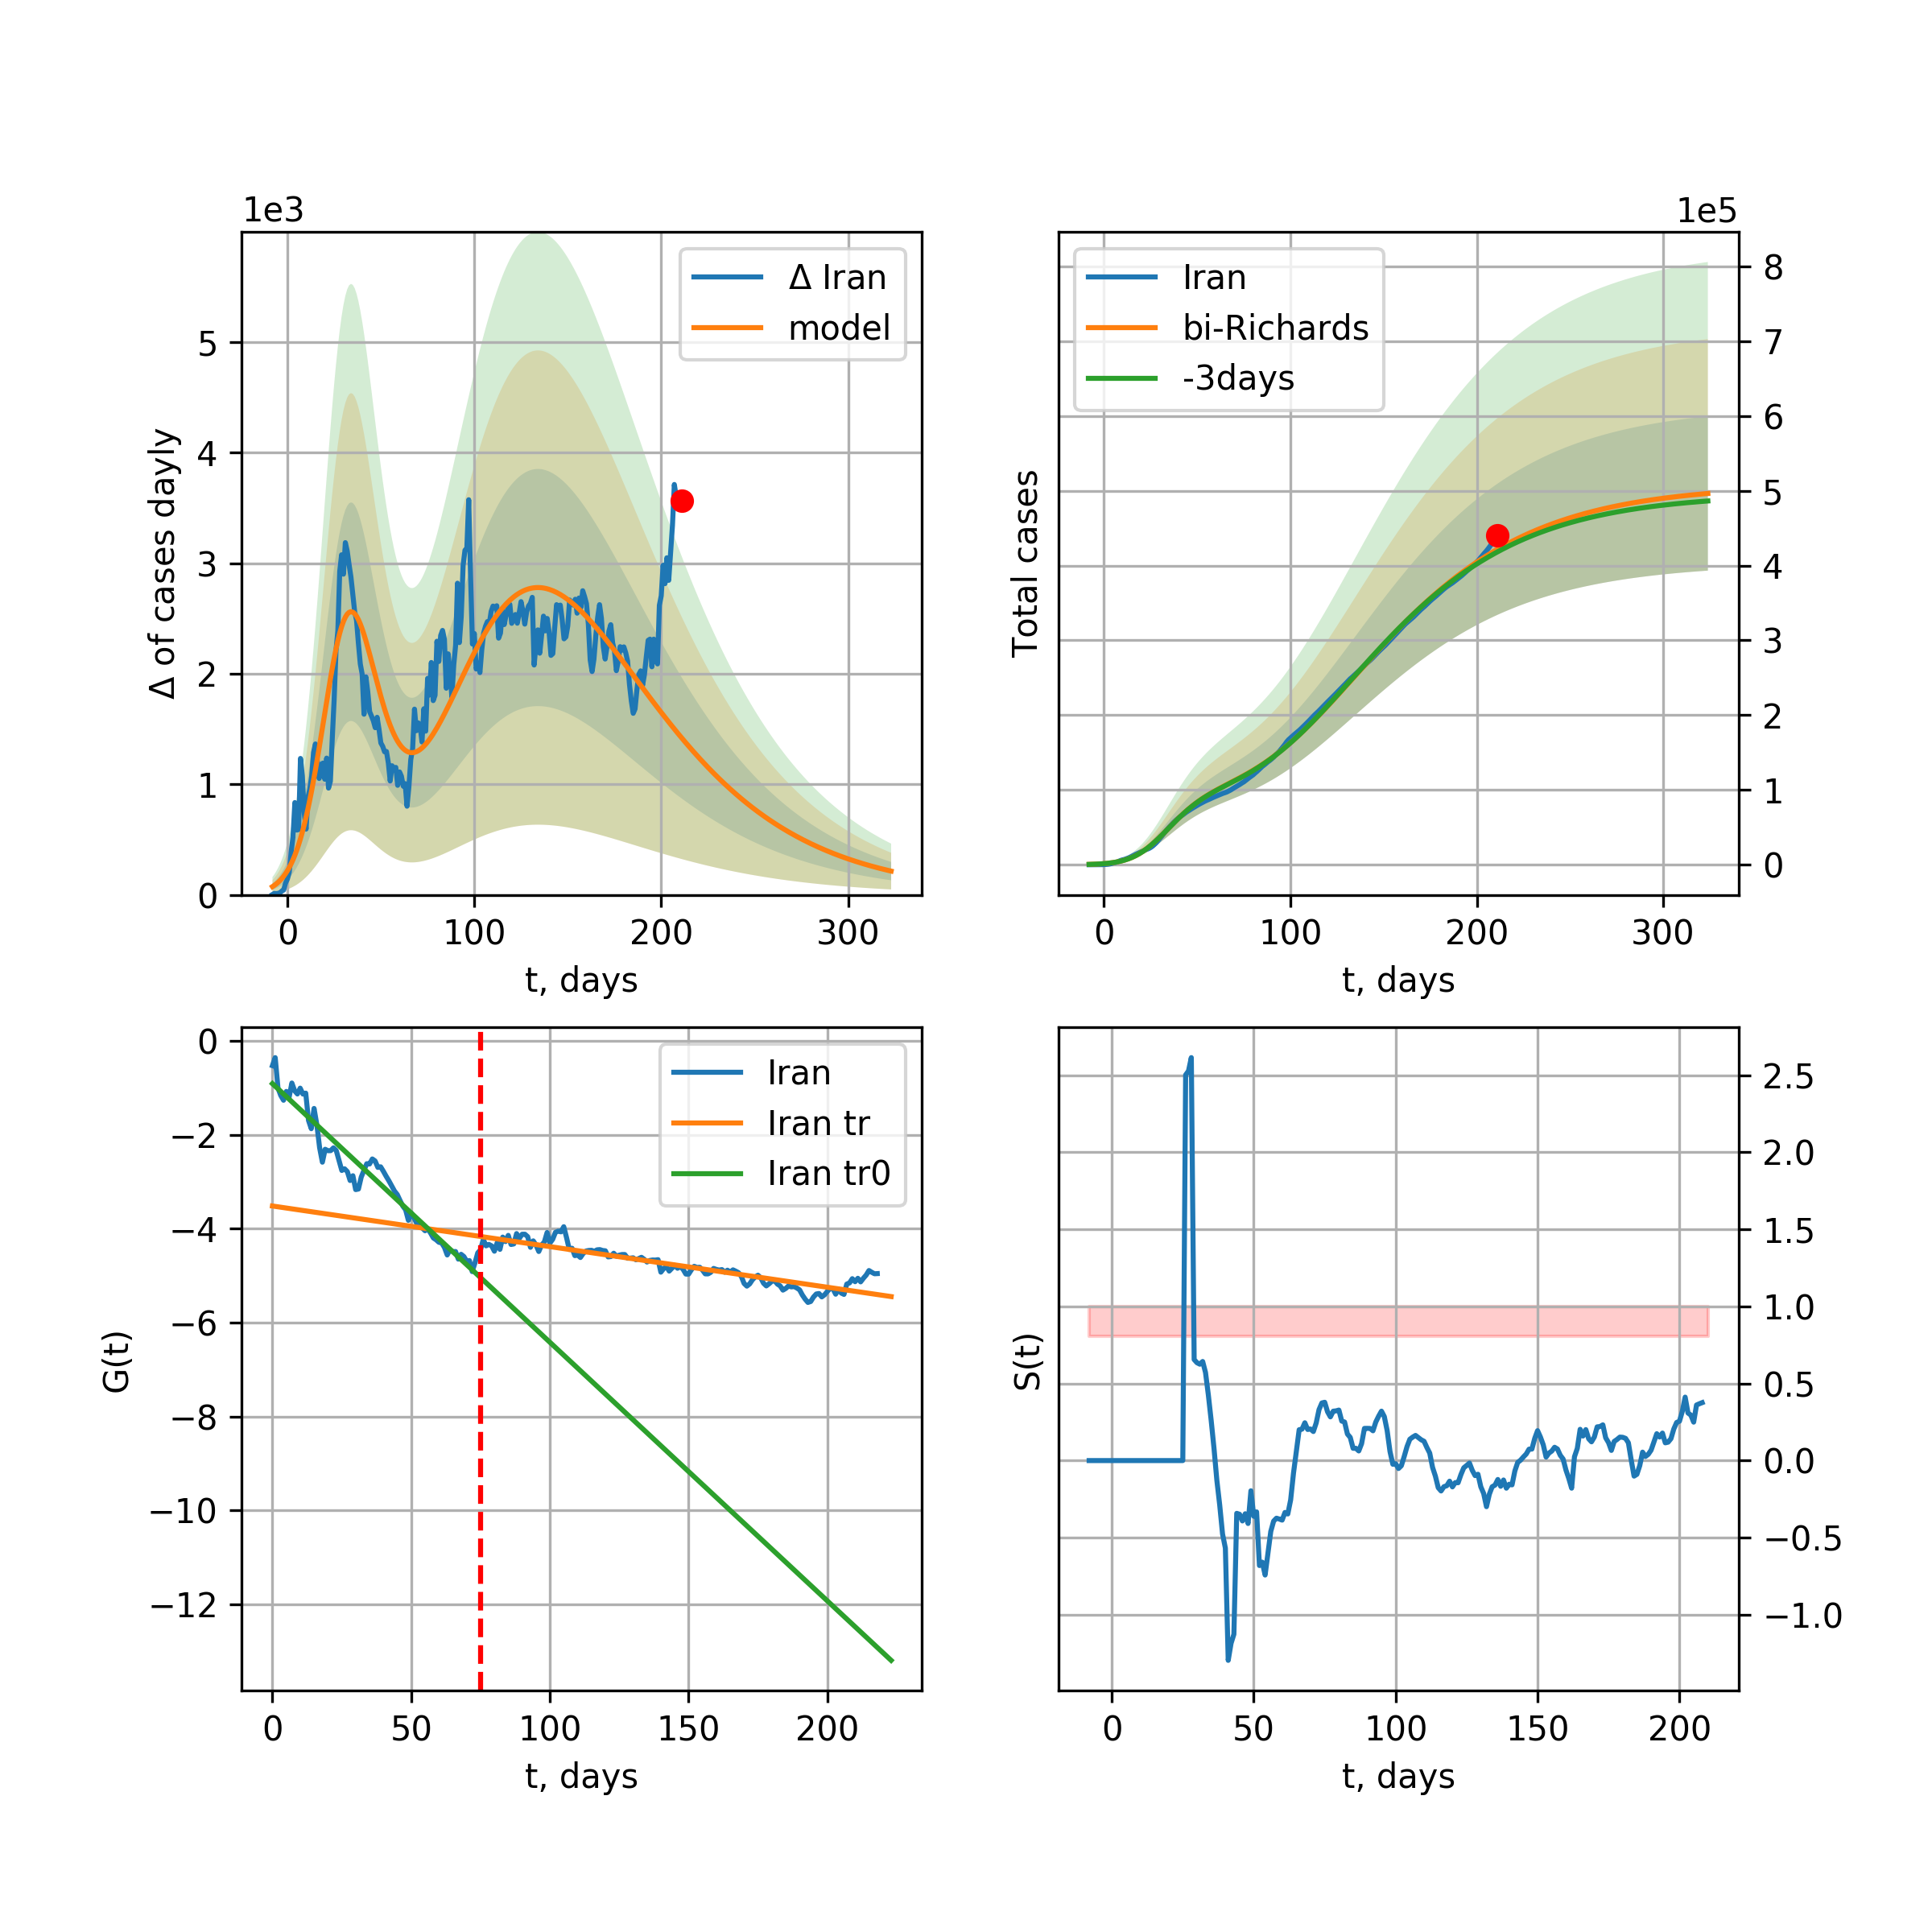 1e3
Δ Iran
model
5
4
3
2
1
0
Δ of cases dayly
0 100 200 300
t, days
1e5
Iran
bi-Richards
-3days
8
7
6
5
4
3
2
1
0
Total cases
0 100 200 300
t, days
Iran
Iran tr
Iran tr0
0
−2
−4
−6
−8
−10
−12
G(t)
0 50 100 150 200
t, days
2.5
2.0
1.5
1.0
0.5
0.0
−0.5
−1.0
S(t)
0 50 100 150 200
t, days